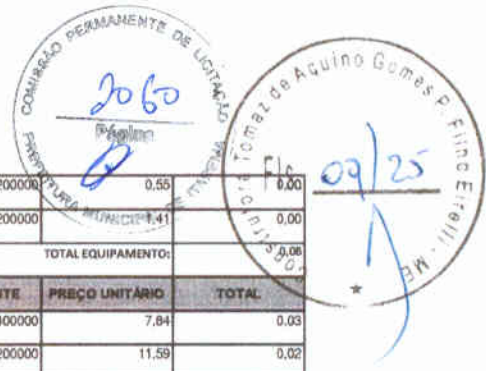 COMISSÃO PERMANENTE DE LICITAÇÃO
2060
Página
PREFEITURA MUNICIPAL DE
Tomaz de Aquino Gomes P. Filho Eireli - ME
Fls 09/25
200000 0,55 0,00
200000 1,41 0,00
TOTAL EQUIPAMENTO:
PREÇO UNITÁRIO TOTAL
7,84 0,03
200000 11,59 0,02